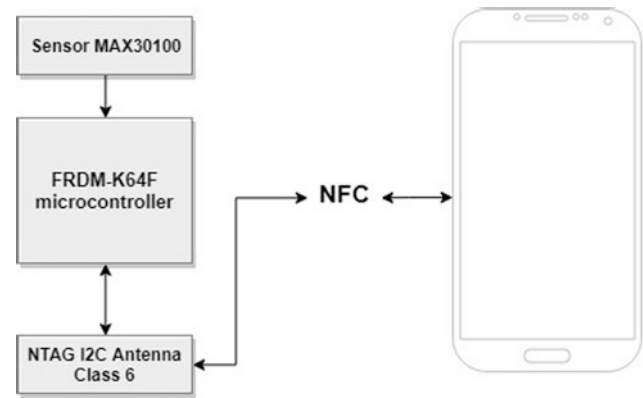 Sensor MAX30100
FRDM-K64F
microcontroller
NFC
NTAG I2C Antenna
Class 6